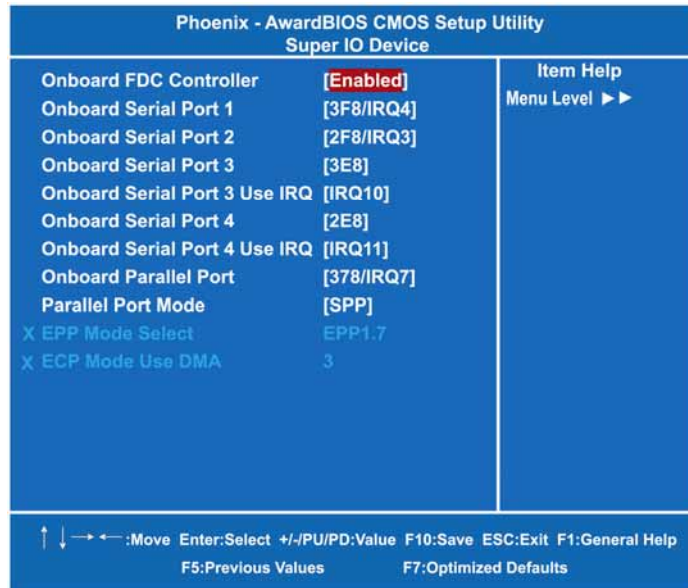 Phoenix - AwardBIOS CMOS Setup Utility
Super IO Device
Onboard FDC Controller [Enabled]
Onboard Serial Port 1 [3F8/IRQ4]
Onboard Serial Port 2 [2F8/IRQ3]
Onboard Serial Port 3 [3E8]
Onboard Serial Port 3 Use IRQ [IRQ10]
Onboard Serial Port 4 [2E8]
Onboard Serial Port 4 Use IRQ [IRQ11]
Onboard Parallel Port [378/IRQ7]
Parallel Port Mode [SPP]
X EPP Mode Select EPP1.7
X ECP Mode Use DMA 3
Item Help
Menu Level ►►
↑ ↓ → ← :Move Enter:Select +/-/PU/PD:Value F10:Save ESC:Exit F1:General Help
F5:Previous Values F7:Optimized Defaults